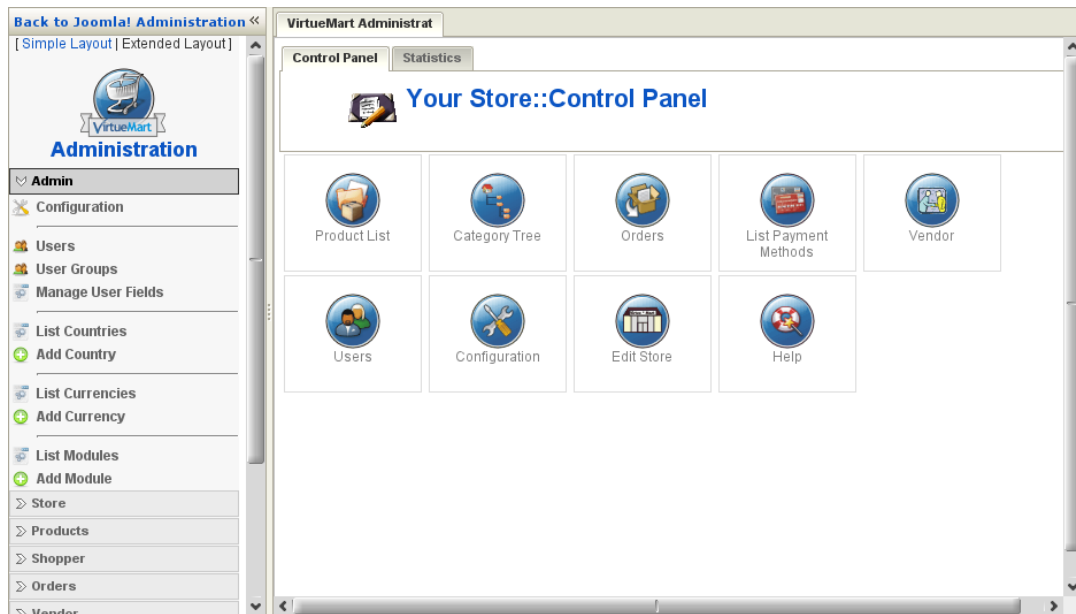 Back to Joomla! Administration «
[ Simple Layout | Extended Layout ]
VirtueMart
Administration
Admin
Configuration
Users
User Groups
Manage User Fields
List Countries
Add Country
List Currencies
Add Currency
List Modules
Add Module
Store
Products
Shopper
Orders
Vendor
VirtueMart Administrat
Control Panel
Statistics
Your Store::Control Panel
Product List
Category Tree
Orders
List Payment
Methods
Vendor
Users
Configuration
Edit Store
Help